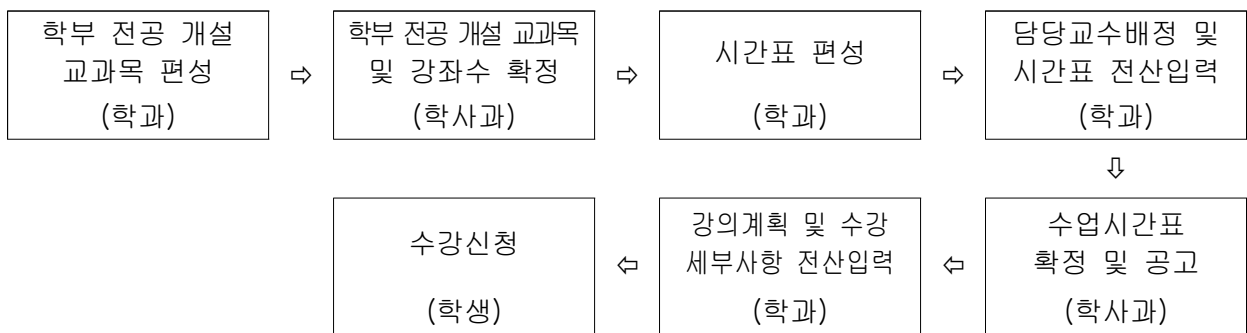 학부 전공 개설
교과목 편성
(학과)
⇨
학부 전공 개설 교과목
및 강좌수 확정
(학사과)
⇨
시간표 편성
(학과)
⇨
담당교수배정 및
시간표 전산입력
(학과)
⇩
수업시간표
확정 및 공고
(학사과)
⇦
강의계획 및 수강
세부사항 전산입력
(학과)
⇦
수강신청
(학생)